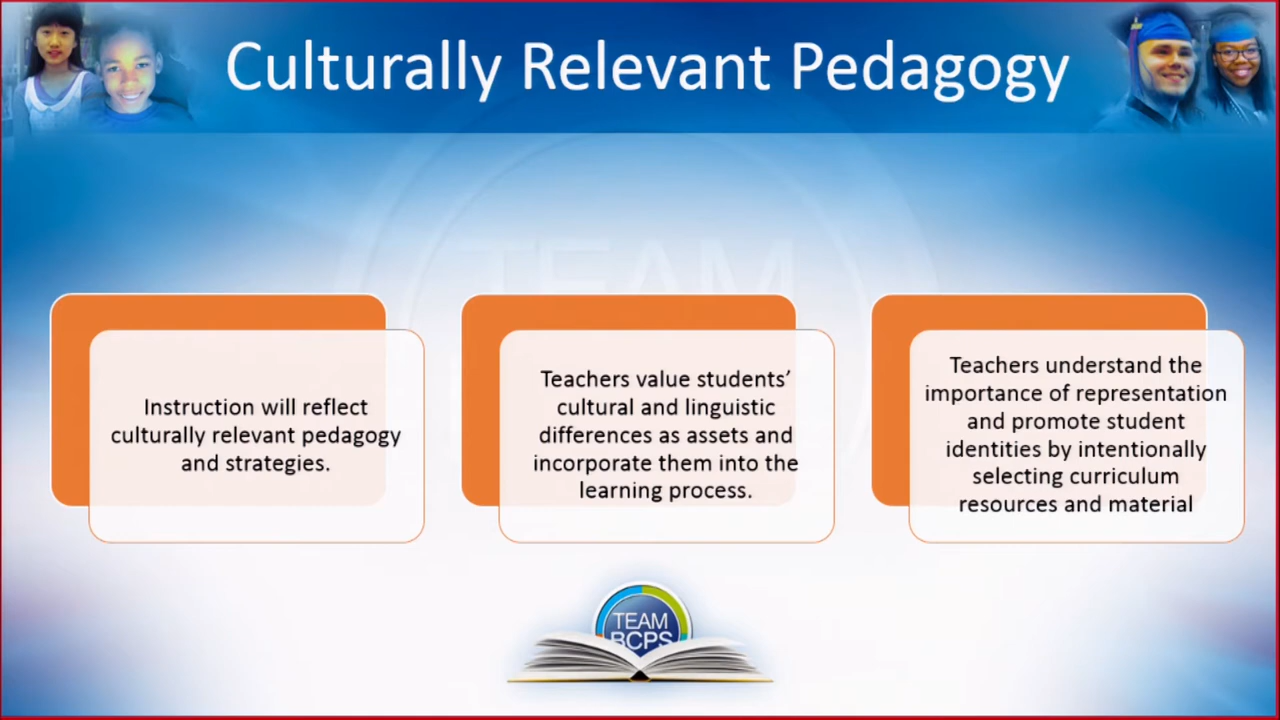 Culturally Relevant Pedagogy
TEAM
Instruction will reflect
culturally relevant pedagogy
and strategies.
Teachers value students’
cultural and linguistic
differences as assets and
incorporate them into the
learning process.
Teachers understand the
importance of representation
and promote student
identities by intentionally
selecting curriculum
resources and material
TEAM
BCPS